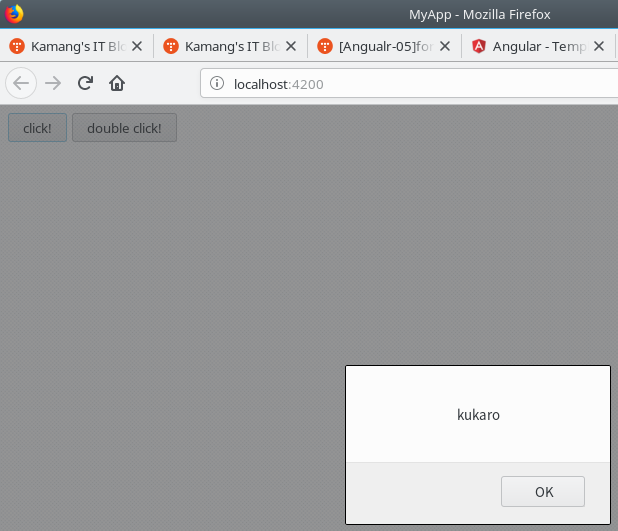 MyApp - Mozilla Firefox
Kamang's IT Blo
Kamang's IT Blo
[Angualr-05]for
Angular - Temp
localhost:4200
click!
double click!
kukaro
OK